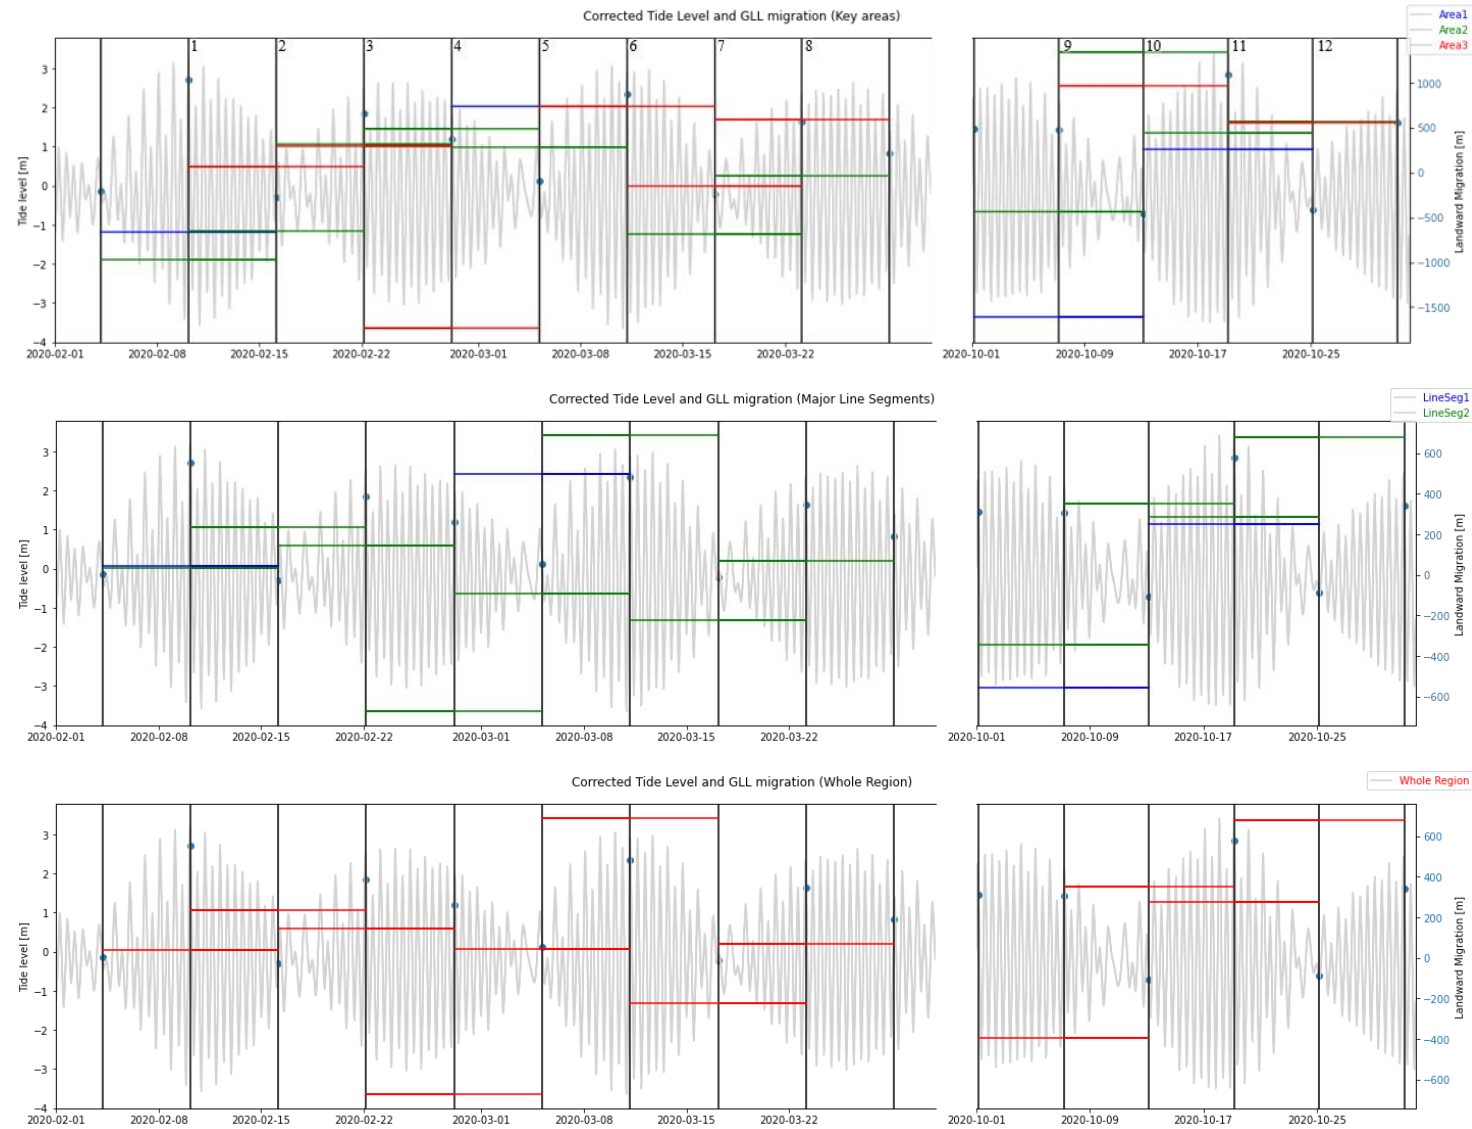 Corrected Tide Level and GLL migration (Key areas)
Area1
Area2
Area3
1 2 3 4 5 6 7 8 9 10 11 12
Tide level [m]
3
2
1
0
−1
−2
−3
−4
1000
500
0
−500
−1000
−1500
Landward Migration [m]
2020-02-01 2020-02-08 2020-02-15 2020-02-22 2020-03-01 2020-03-08 2020-03-15 2020-03-22 2020-10-01 2020-10-09 2020-10-17 2020-10-25
Corrected Tide Level and GLL migration (Major Line Segments)
LineSeg1
LineSeg2
Tide level [m]
3
2
1
0
−1
−2
−3
−4
600
400
200
0
−200
−400
−600
Landward Migration [m]
2020-02-01 2020-02-08 2020-02-15 2020-02-22 2020-03-01 2020-03-08 2020-03-15 2020-03-22 2020-10-01 2020-10-09 2020-10-17 2020-10-25
Corrected Tide Level and GLL migration (Whole Region)
Whole Region
Tide level [m]
3
2
1
0
−1
−2
−3
−4
600
400
200
0
−200
−400
−600
Landward Migration [m]
2020-02-01 2020-02-08 2020-02-15 2020-02-22 2020-03-01 2020-03-08 2020-03-15 2020-03-22 2020-10-01 2020-10-09 2020-10-17 2020-10-25